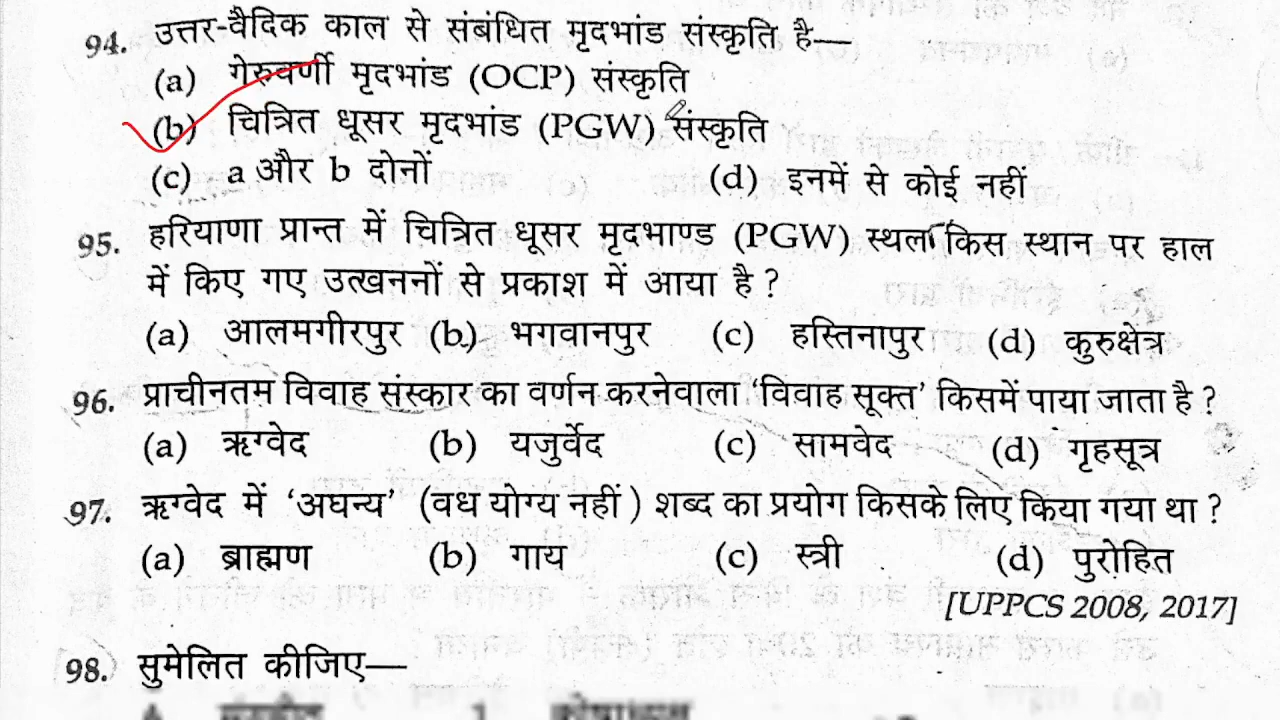 94. उत्तर-वैदिक काल से संबंधित मृदभांड संस्कृति है—
(a) गेरुवर्णी मृदभांड (OCP) संस्कृति
(b) चित्रित धूसर मृदभांड (PGW) संस्कृति
(c) a और b दोनों (d) इनमें से कोई नहीं
95. हरियाणा प्रान्त में चित्रित धूसर मृदभाण्ड (PGW) स्थल किस स्थान पर हाल
में किए गए उत्खननों से प्रकाश में आया है ?
(a) आलमगीरपुर (b) भगवानपुर (c) हस्तिनापुर (d) कुरुक्षेत्र
96. प्राचीनतम विवाह संस्कार का वर्णन करनेवाला ‘विवाह सूक्त’ किसमें पाया जाता है ?
(a) ऋग्वेद (b) यजुर्वेद (c) सामवेद (d) गृहसूत्र
97. ऋग्वेद में ‘अघन्य’ (वध योग्य नहीं ) शब्द का प्रयोग किसके लिए किया गया था ?
(a) ब्राह्मण (b) गाय (c) स्त्री (d) पुरोहित
[UPPCS 2008, 2017]
98. सुमेलित कीजिए—